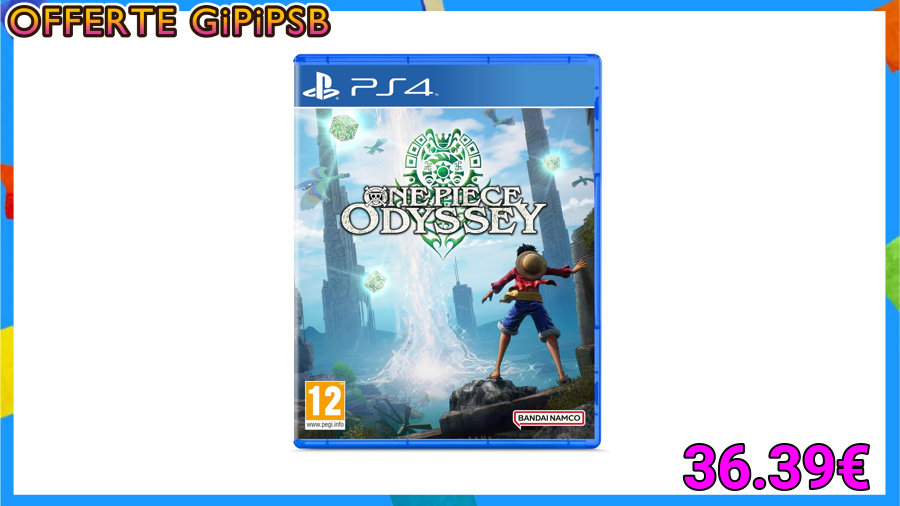 OFFERTE GiPiPSB
PS4
ONE PIECE
ODYSSEY
12
www.pegi.info
BANDAI NAMCO
36.39€